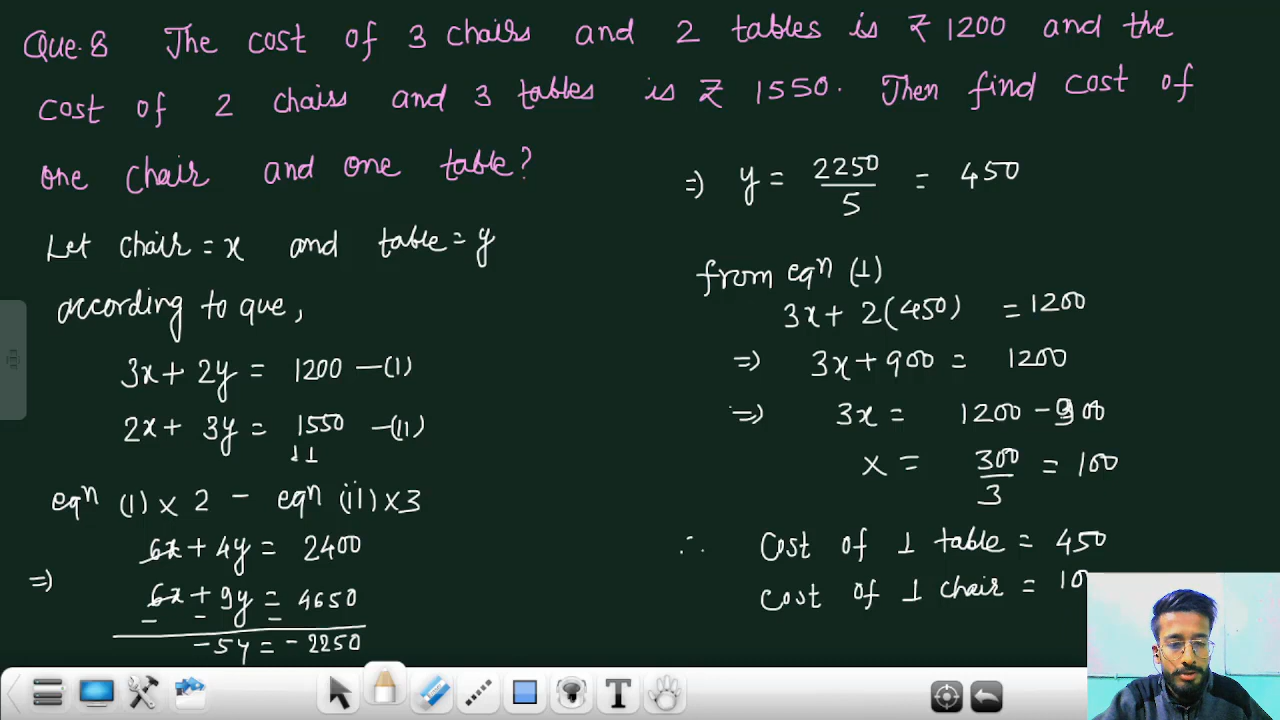 Que.8 The cost of 3 chairs and 2 tables is ₹ 1200 and the
cost of 2 chairs and 3 tables is ₹ 1550. Then find cost of
one chair and one table?
Let chair = x and table = y
according to que,
3x + 2y = 1200 —(1)
2x + 3y = 1550 —(11)
eqn (1) × 2 – eqn (ii) × 3
6x + 4y = 2400
⇒ 6x + 9y = 4650
– – –
–5y = –2250
⇒ y = 2250/5 = 450
from eqn (1)
3x + 2(450) = 1200
⇒ 3x + 900 = 1200
⇒ 3x = 1200 – 900
x = 300/3 = 100
∴ Cost of 1 table = 450
Cost of 1 chair = 10
T